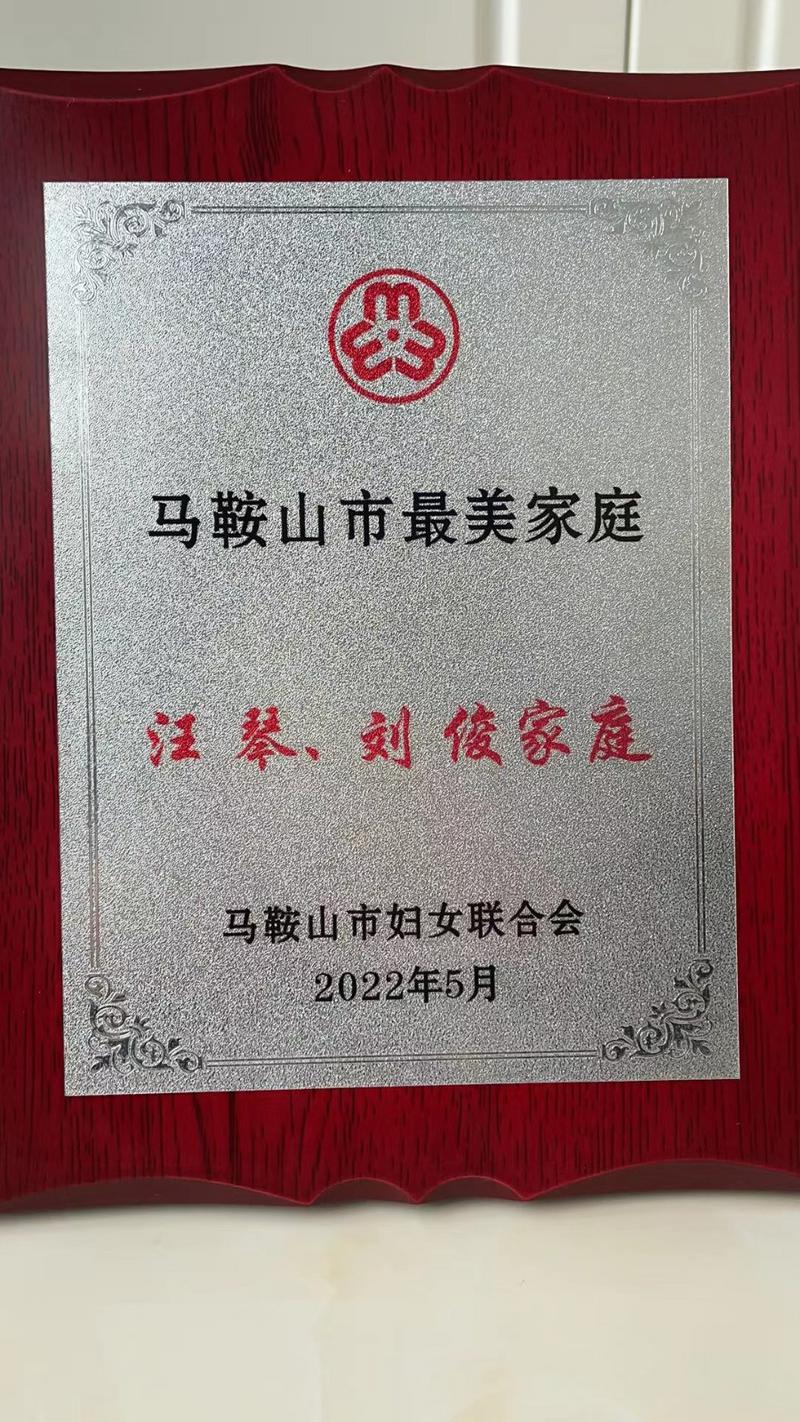 马鞍山市最美家庭
汪琴、刘俊家庭
马鞍山市妇女联合会
2022年5月